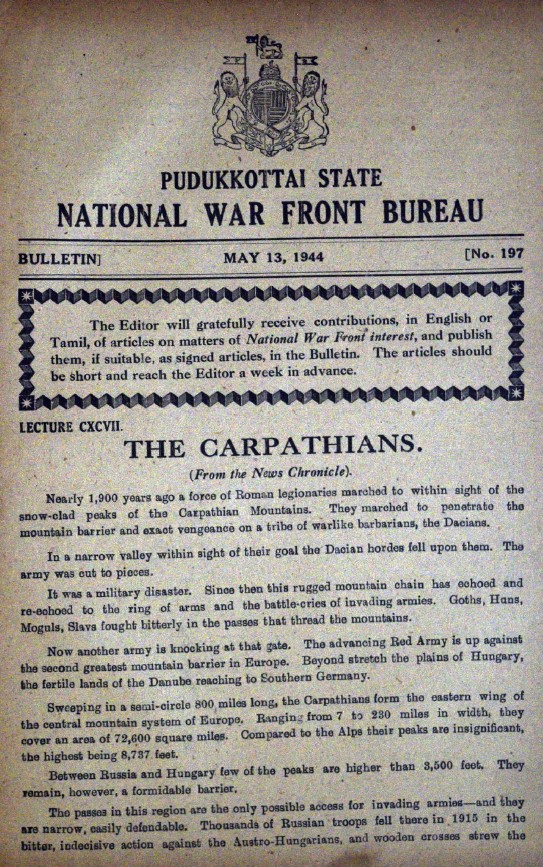 PUDUKKOTTAI STATE
NATIONAL WAR FRONT BUREAU
BULLETIN] MAY 13, 1944 [No. 197
The Editor will gratefully receive contributions, in English or
Tamil, of articles on matters of National War Front interest, and publish
them, if suitable, as signed articles, in the Bulletin. The articles should
be short and reach the Editor a week in advance.
LECTURE CXCVII.
THE CARPATHIANS.
(From the News Chronicle).
Nearly 1,900 years ago a force of Roman legionaries marched to within sight of the
snow-clad peaks of the Carpathian Mountains. They marched to penetrate the
mountain barrier and exact vengeance on a tribe of warlike barbarians, the Dacians.
In a narrow valley within sight of their goal the Dacian hordes fell upon them. The
army was cut to pieces.
It was a military disaster. Since then this rugged mountain chain has echoed and
re-echoed to the ring of arms and the battle-cries of invading armies. Goths, Huns,
Moguls, Slavs fought bitterly in the passes that thread the mountains.
Now another army is knocking at that gate. The advancing Red Army is up against
the second greatest mountain barrier in Europe. Beyond stretch the plains of Hungary,
the fertile lands of the Danube reaching to Southern Germany.
Sweeping in a semi-circle 800 miles long, the Carpathians form the eastern wing of
the central mountain system of Europe. Ranging from 7 to 230 miles in width, they
cover an area of 72,600 square miles. Compared to the Alps their peaks are insignificant,
the highest being 8,737 feet.
Between Russia and Hungary few of the peaks are higher than 3,500 feet. They
remain, however, a formidable barrier.
The passes in this region are the only possible access for invading armies—and they
are narrow, easily defendable. Thousands of Russian troops fell there in 1915 in the
bitter, indecisive action against the Austro-Hungarians, and wooden crosses strew the